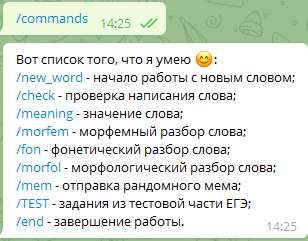 /commands
14:25
Вот список того, что я умею 😊:
/new_word - начало работы с новым словом;
/check - проверка написания слова;
/meaning - значение слова;
/morfem - морфемный разбор слова;
/fon - фонетический разбор слова;
/morfol - морфологический разбор слова;
/mem - отправка рандомного мема;
/TEST - задания из тестовой части ЕГЭ;
/end - завершение работы.
14:25